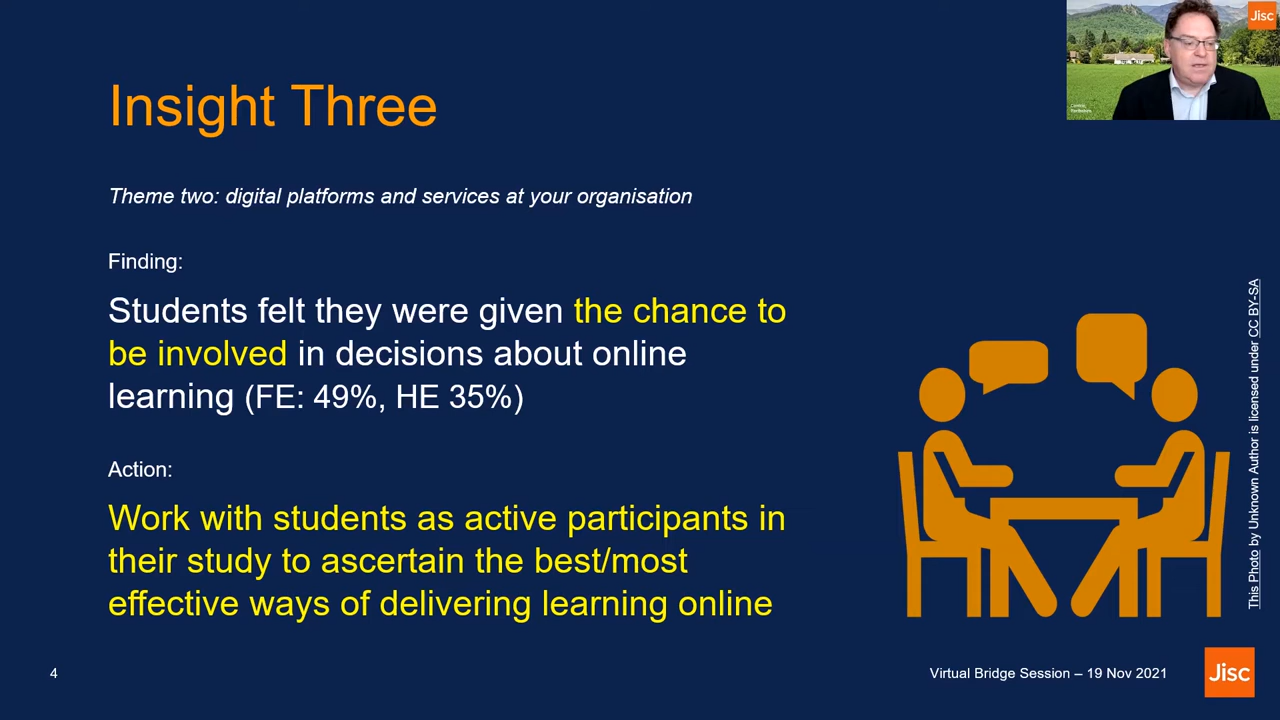 Jisc
Insight Three
Theme two: digital platforms and services at your organisation
Finding:
Students felt they were given the chance to
be involved in decisions about online
learning (FE: 49%, HE 35%)
Action:
Work with students as active participants in
their study to ascertain the best/most
effective ways of delivering learning online
This Photo by Unknown Author is licensed under CC BY-SA
4
Virtual Bridge Session – 19 Nov 2021
Jisc